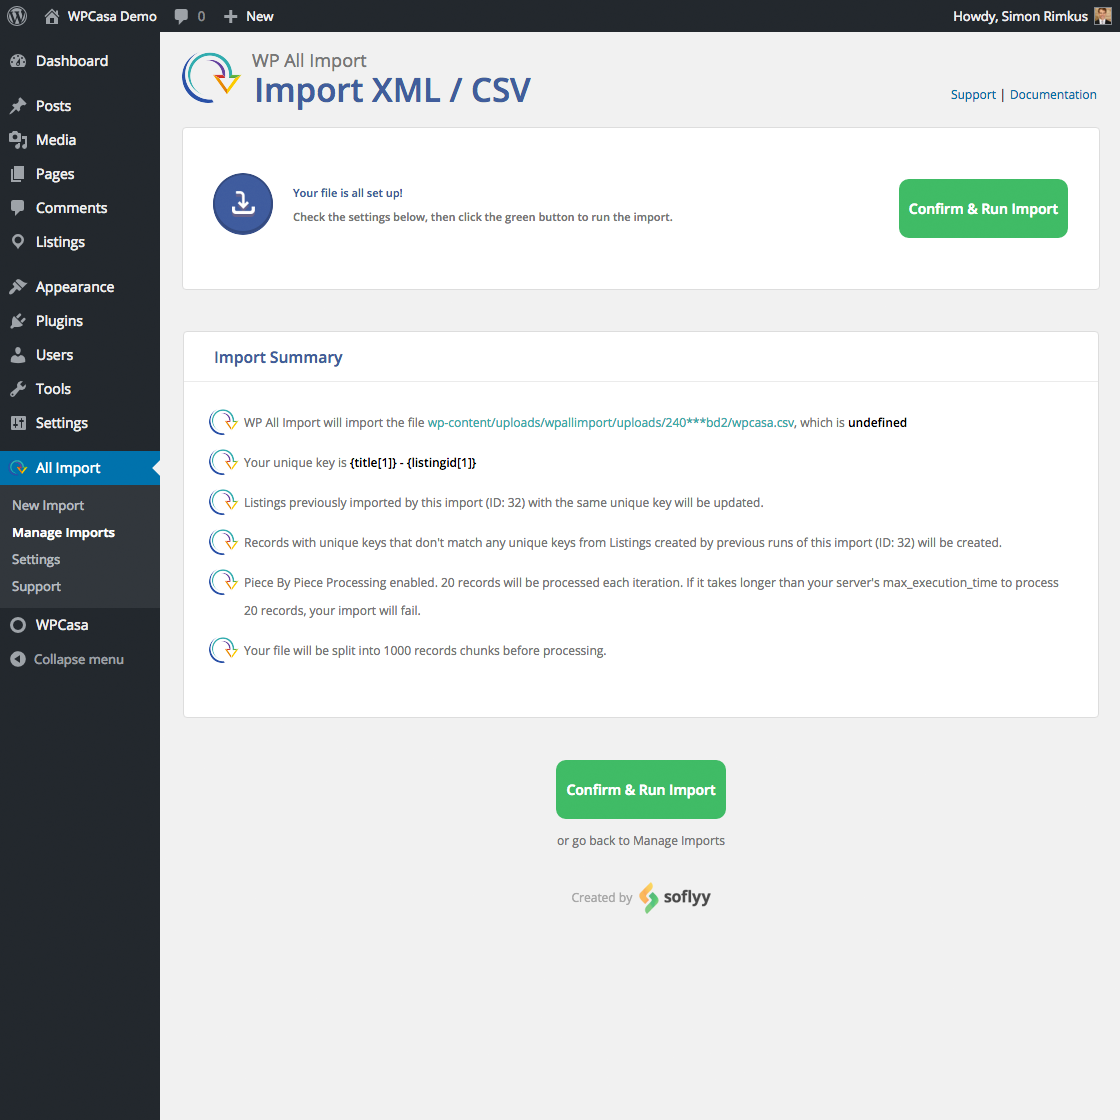 WPCasa Demo 0 New Howdy, Simon Rimkus
Dashboard
Posts
Media
Pages
Comments
Listings
Appearance
Plugins
Users
Tools
Settings
All Import
New Import
Manage Imports
Settings
Support
WPCasa
Collapse menu
WP All Import
Import XML / CSV
Support | Documentation
Your file is all set up!
Check the settings below, then click the green button to run the import.
Confirm & Run Import
Import Summary
WP All Import will import the file wp-content/uploads/wpallimport/uploads/240***bd2/wpcasa.csv, which is undefined
Your unique key is {title[1]} - {listingid[1]}
Listings previously imported by this import (ID: 32) with the same unique key will be updated.
Records with unique keys that don't match any unique keys from Listings created by previous runs of this import (ID: 32) will be created.
Piece By Piece Processing enabled. 20 records will be processed each iteration. If it takes longer than your server's max_execution_time to process
20 records, your import will fail.
Your file will be split into 1000 records chunks before processing.
Confirm & Run Import
or go back to Manage Imports
Created by soflyy